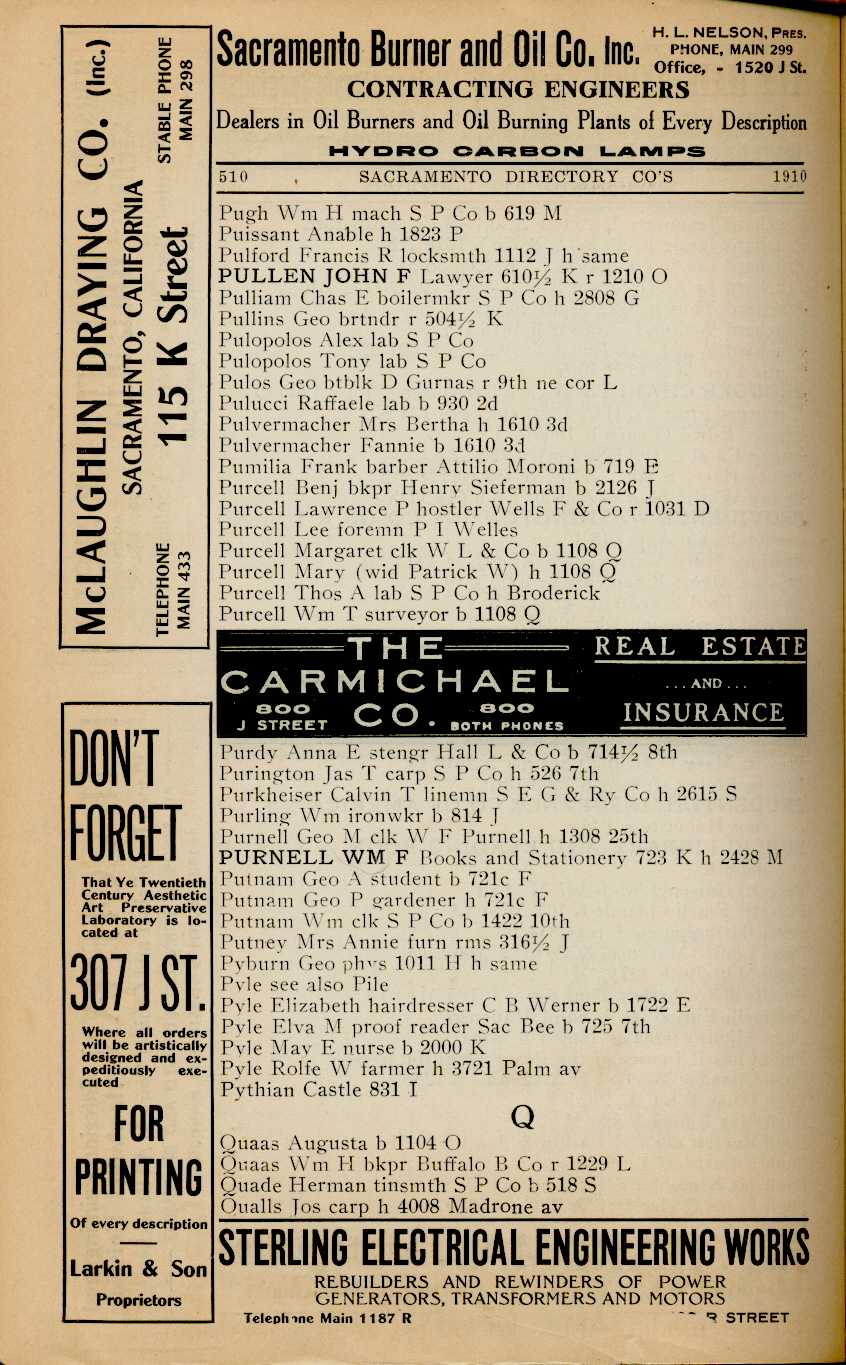 McLAUGHLIN DRAYING CO. (Inc.)
SACRAMENTO, CALIFORNIA
TELEPHONE
MAIN 433
115 K Street
STABLE PHONE
MAIN 298
Sacramento Burner and Oil Co. Inc.
H. L. NELSON, PRES.
PHONE, MAIN 299
Office, - 1520 J St.
CONTRACTING ENGINEERS
Dealers in Oil Burners and Oil Burning Plants of Every Description
HYDRO CARBON LAMPS
510 SACRAMENTO DIRECTORY CO'S 1910
Pugh Wm H mach S P Co b 619 M
Puissant Anable h 1823 P
Pulford Francis R locksmth 1112 J h same
PULLEN JOHN F Lawyer 610½ K r 1210 O
Pulliam Chas E boilermkr S P Co h 2808 G
Pullins Geo brtndr r 504½ K
Pulopolos Alex lab S P Co
Pulopolos Tony lab S P Co
Pulos Geo btblk D Gurnas r 9th ne cor L
Pulucci Raffaele lab b 930 2d
Pulvermacher Mrs Bertha h 1610 3d
Pulvermacher Fannie b 1610 3d
Pumilia Frank barber Attilio Moroni b 719 E
Purcell Benj bkpr Henry Sieferman b 2126 J
Purcell Lawrence P hostler Wells F & Co r 1031 D
Purcell Lee foremn P I Welles
Purcell Margaret clk W L & Co b 1108 Q
Purcell Mary (wid Patrick W) h 1108 Q
Purcell Thos A lab S P Co h Broderick
Purcell Wm T surveyor b 1108 Q
THE
CARMICHAEL
CO.
800
J STREET
800
BOTH PHONES
REAL ESTATE
...AND...
INSURANCE
Purdy Anna E stengr Hall L & Co b 714½ 8th
Purington Jas T carp S P Co h 526 7th
Purkheiser Calvin T linemn S E G & Ry Co h 2615 S
Purling Wm ironwkr b 814 J
Purnell Geo M clk W F Purnell h 1308 25th
PURNELL WM F Books and Stationery 723 K h 2428 M
Putnam Geo A student b 721c F
Putnam Geo P gardener h 721c F
Putnam Wm clk S P Co b 1422 10th
Putney Mrs Annie furn rms 316½ J
Pyburn Geo phys 1011 H h same
Pyle see also Pile
Pyle Elizabeth hairdresser C B Werner b 1722 E
Pyle Elva M proof reader Sac Bee b 725 7th
Pyle May E nurse b 2000 K
Pyle Rolfe W farmer h 3721 Palm av
Pythian Castle 831 I
Q
Quaas Augusta b 1104 O
Quaas Wm H bkpr Buffalo B Co r 1229 L
Quade Herman tinsmth S P Co b 518 S
Qualls Jos carp h 4008 Madrone av
DON'T
FORGET
That Ye Twentieth
Century Aesthetic
Art Preservative
Laboratory is lo-
cated at
307 J ST.
Where all orders
will be artistically
designed and ex-
peditiously exe-
cuted
FOR
PRINTING
Of every description
Larkin & Son
Proprietors
STERLING ELECTRICAL ENGINEERING WORKS
REBUILDERS AND REWINDERS OF POWER
GENERATORS, TRANSFORMERS AND MOTORS
Telephone Main 1187 R R STREET